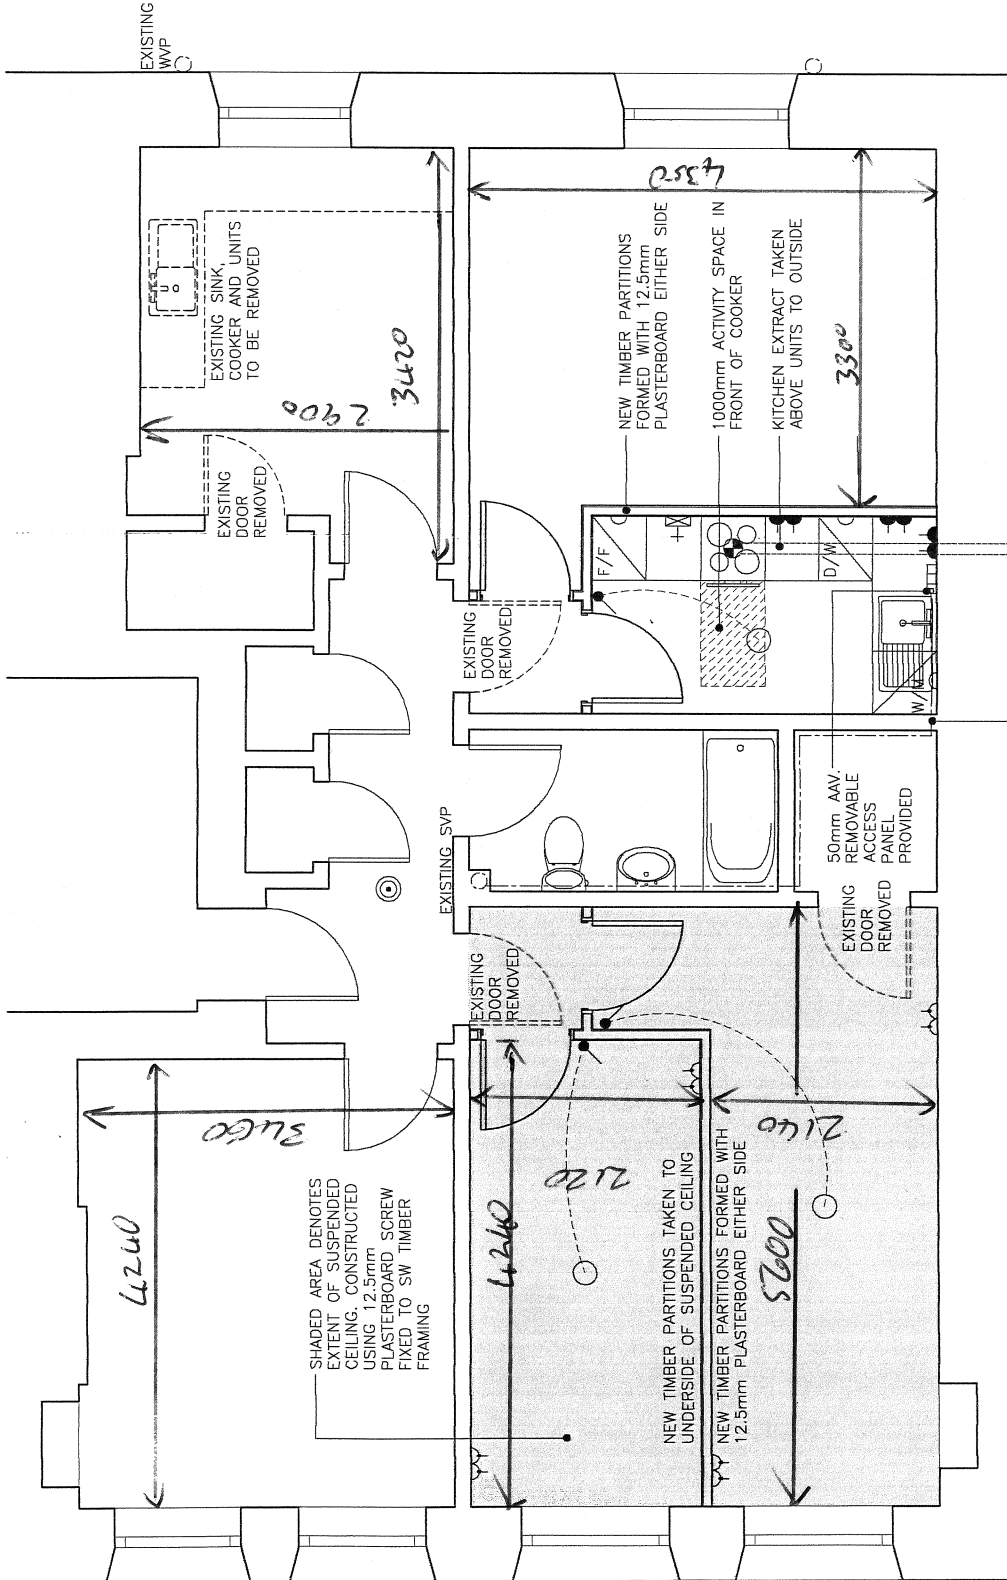 EXISTING
WVP
EXISTING SINK,
COOKER AND UNITS
TO BE REMOVED
4350
NEW TIMBER PARTITIONS
FORMED WITH 12.5mm
PLASTERBOARD EITHER SIDE
1000mm ACTIVITY SPACE IN
FRONT OF COOKER
KITCHEN EXTRACT TAKEN
ABOVE UNITS TO OUTSIDE
2900
3420
3300
EXISTING
DOOR
REMOVED
F/F
D/W
EXISTING
DOOR
REMOVED
W/M
EXISTING SVP
50mm AAV.
REMOVABLE
ACCESS
PANEL
PROVIDED
EXISTING
DOOR
REMOVED
EXISTING
DOOR
REMOVED
3460
2120
2140
4240
SHADED AREA DENOTES
EXTENT OF SUSPENDED
CEILING. CONSTRUCTED
USING 12.5mm
PLASTERBOARD SCREW
FIXED TO SW TIMBER
FRAMING
4240
NEW TIMBER PARTITIONS TAKEN TO
UNDERSIDE OF SUSPENDED CEILING
NEW TIMBER PARTITIONS FORMED WITH
12.5mm PLASTERBOARD EITHER SIDE
5200